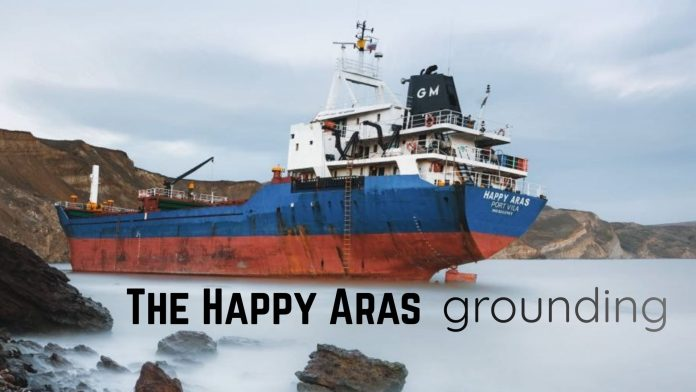 GM
HAPPY ARAS
PORT VILA
The Happy Aras grounding